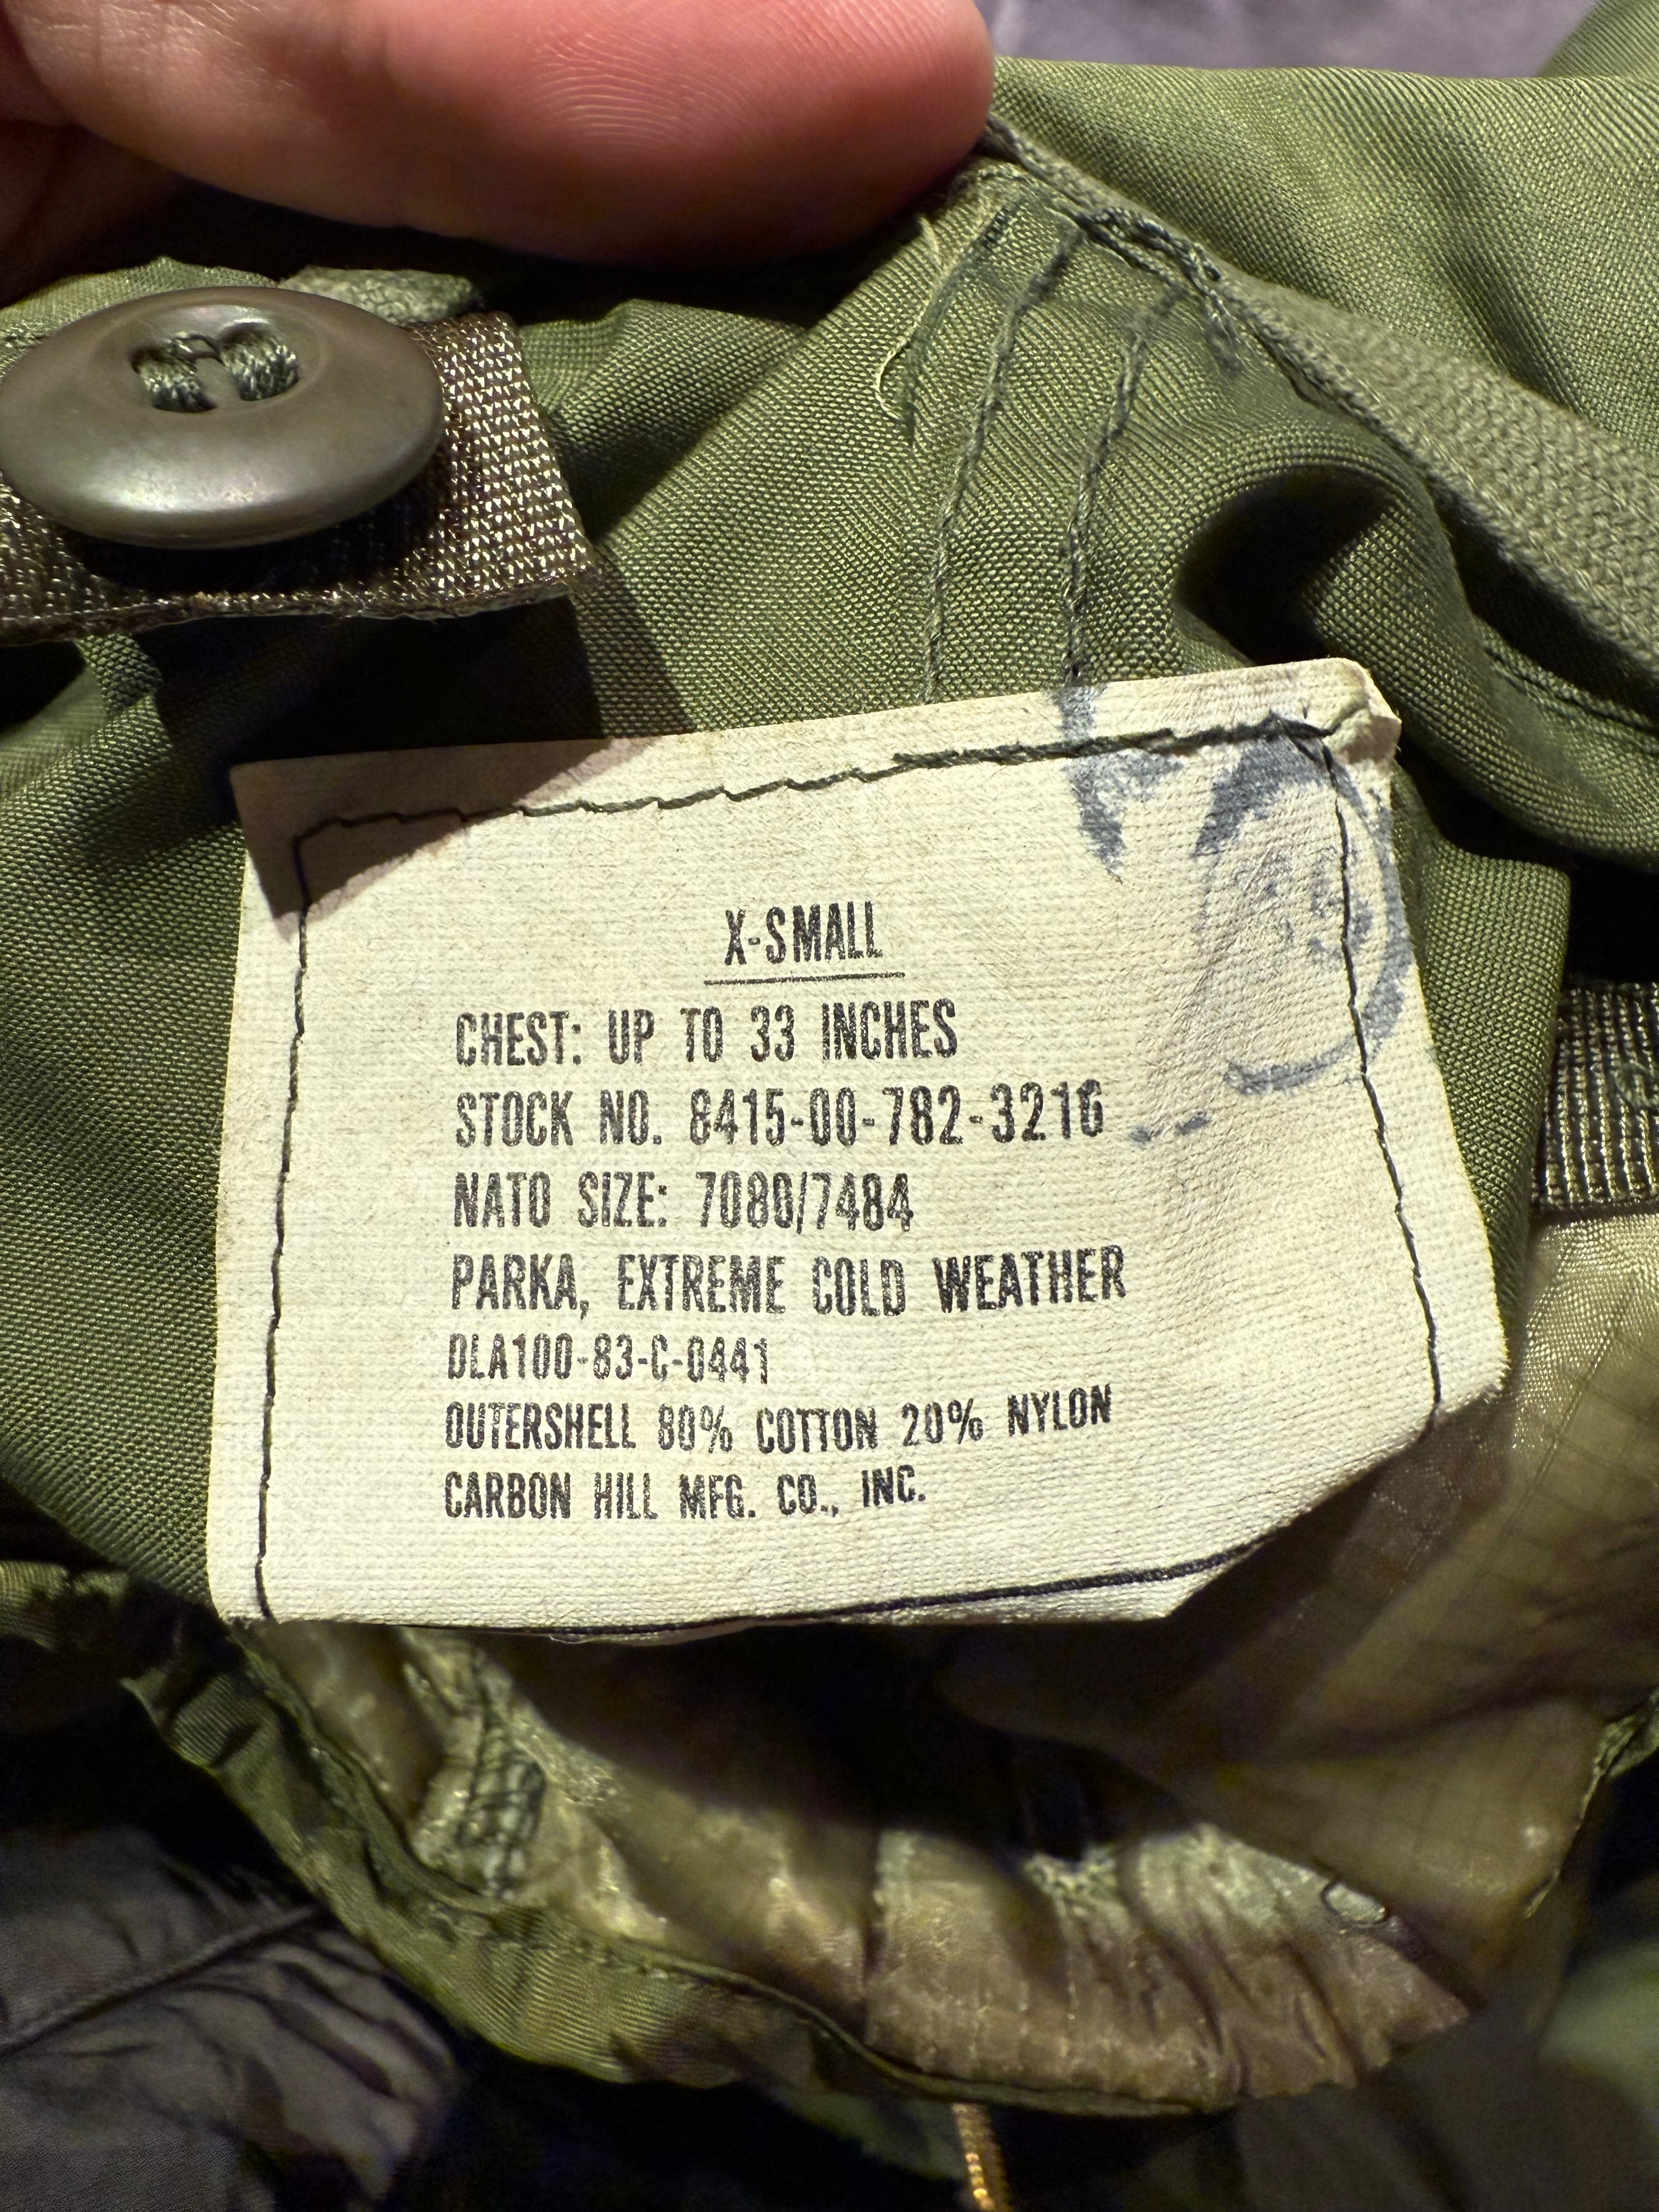 X-SMALL
CHEST: UP TO 33 INCHES
STOCK NO. 8415-00-782-3216
NATO SIZE: 7080/7484
PARKA, EXTREME COLD WEATHER
DLA100-83-C-0441
OUTERSHELL 80% COTTON 20% NYLON
CARBON HILL MFG. CO., INC.